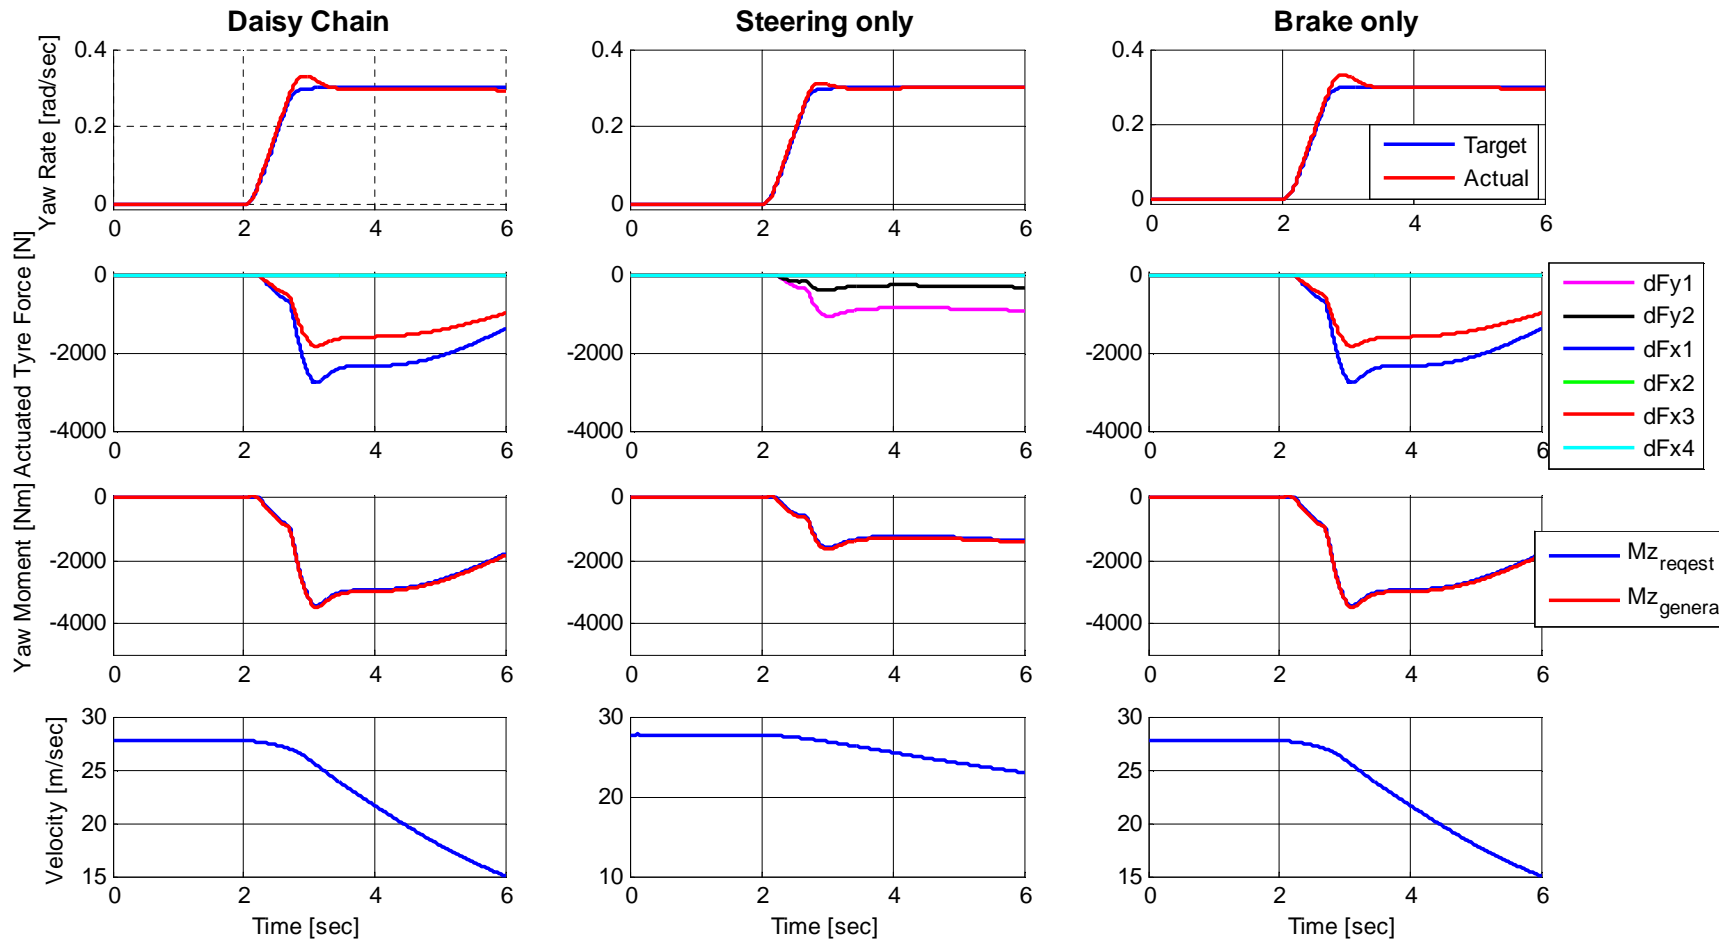 Daisy Chain
Steering only
Brake only
Yaw Rate [rad/sec]
0.4
0.2
0
0 2 4 6
0.4
0.2
0
0 2 4 6
0.4
0.2
0
0 2 4 6
Target
Actual
Actuated Tyre Force [N]
0
-2000
-4000
0 2 4 6
0
-2000
-4000
0 2 4 6
0
-2000
-4000
0 2 4 6
dFy1
dFy2
dFx1
dFx2
dFx3
dFx4
Yaw Moment [Nm]
0
-2000
-4000
0 2 4 6
0
-2000
-4000
0 2 4 6
0
-2000
-4000
0 2 4 6
Mz reqest
Mz genera
Velocity [m/sec]
30
25
20
15
0 2 4 6
Time [sec]
30
20
10
0 2 4 6
Time [sec]
30
25
20
15
0 2 4 6
Time [sec]